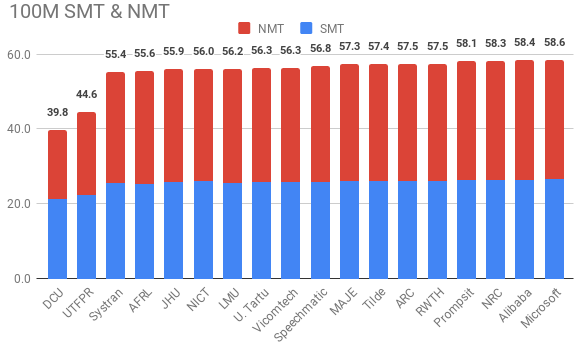 100M SMT & NMT
NMT SMT
60.0
40.0
20.0
0.0
39.8 44.6 55.4 55.6 55.9 56.0 56.2 56.3 56.3 56.8 57.3 57.4 57.5 57.5 58.1 58.3 58.4 58.6
DCU
UTFPR
Systran
AFRL
JHU
NICT
LMU
U. Tartu
Vicomtech
Speechmatic
MAJE
Tilde
ARC
RWTH
Prompsit
NRC
Alibaba
Microsoft